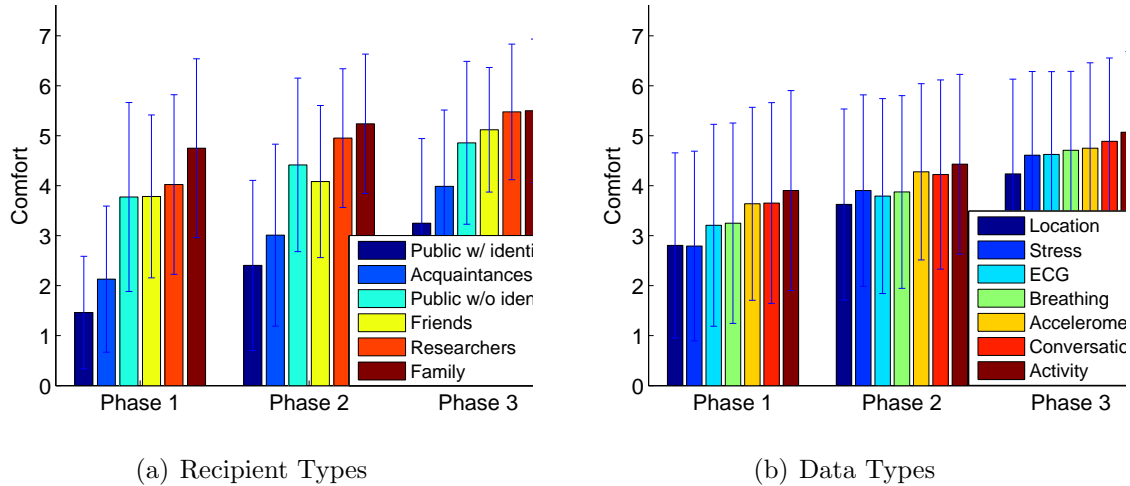 7
6
5
4
3
2
1
0
Comfort
Public w/ identi
Acquaintances
Public w/o iden
Friends
Researchers
Family
Phase 1 Phase 2 Phase 3
(a) Recipient Types
7
6
5
4
3
2
1
0
Comfort
Location
Stress
ECG
Breathing
Accelerome
Conversatio
Activity
Phase 1 Phase 2 Phase 3
(b) Data Types